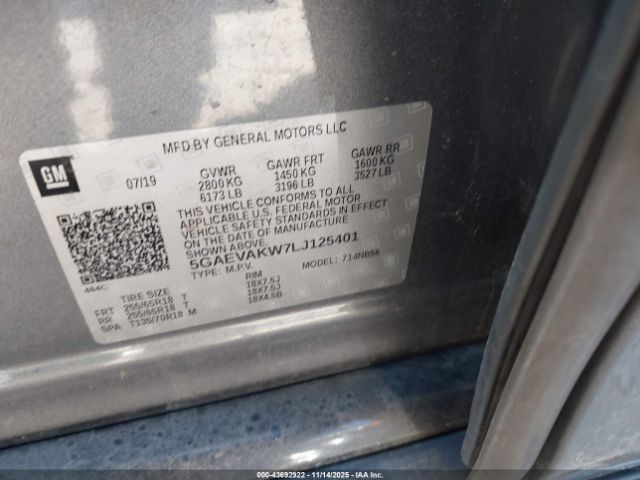 MFD BY GENERAL MOTORS LLC
GM
07/19
GVWR GAWR FRT GAWR RR
2800 KG 1450 KG 1600 KG
6173 LB 3196 LB 3527 LB
THIS VEHICLE CONFORMS TO ALL
APPLICABLE U.S. FEDERAL MOTOR
VEHICLE SAFETY STANDARDS IN EFFECT
ON THE DATE OF MANUFACTURE
SHOWN ABOVE.
5GAEVAKW7LJ125401
TYPE: M.P.V. MODEL: 714NB56
464C
TIRE SIZE RIM
FRT 255/65R18 T 18X7.5J
RR 255/65R18 T 18X7.5J
SPA T135/70R18 M 18X4.5B
000-43692922 - 11/14/2025 - IAAI.COM